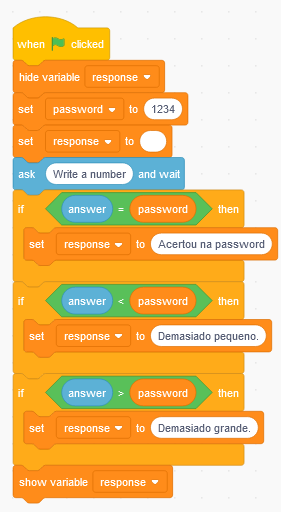 when clicked
hide variable response
set password to 1234
set response to
ask Write a number and wait
if answer = password then
set response to Acertou na password
if answer < password then
set response to Demasiado pequeno.
if answer > password then
set response to Demasiado grande.
show variable response